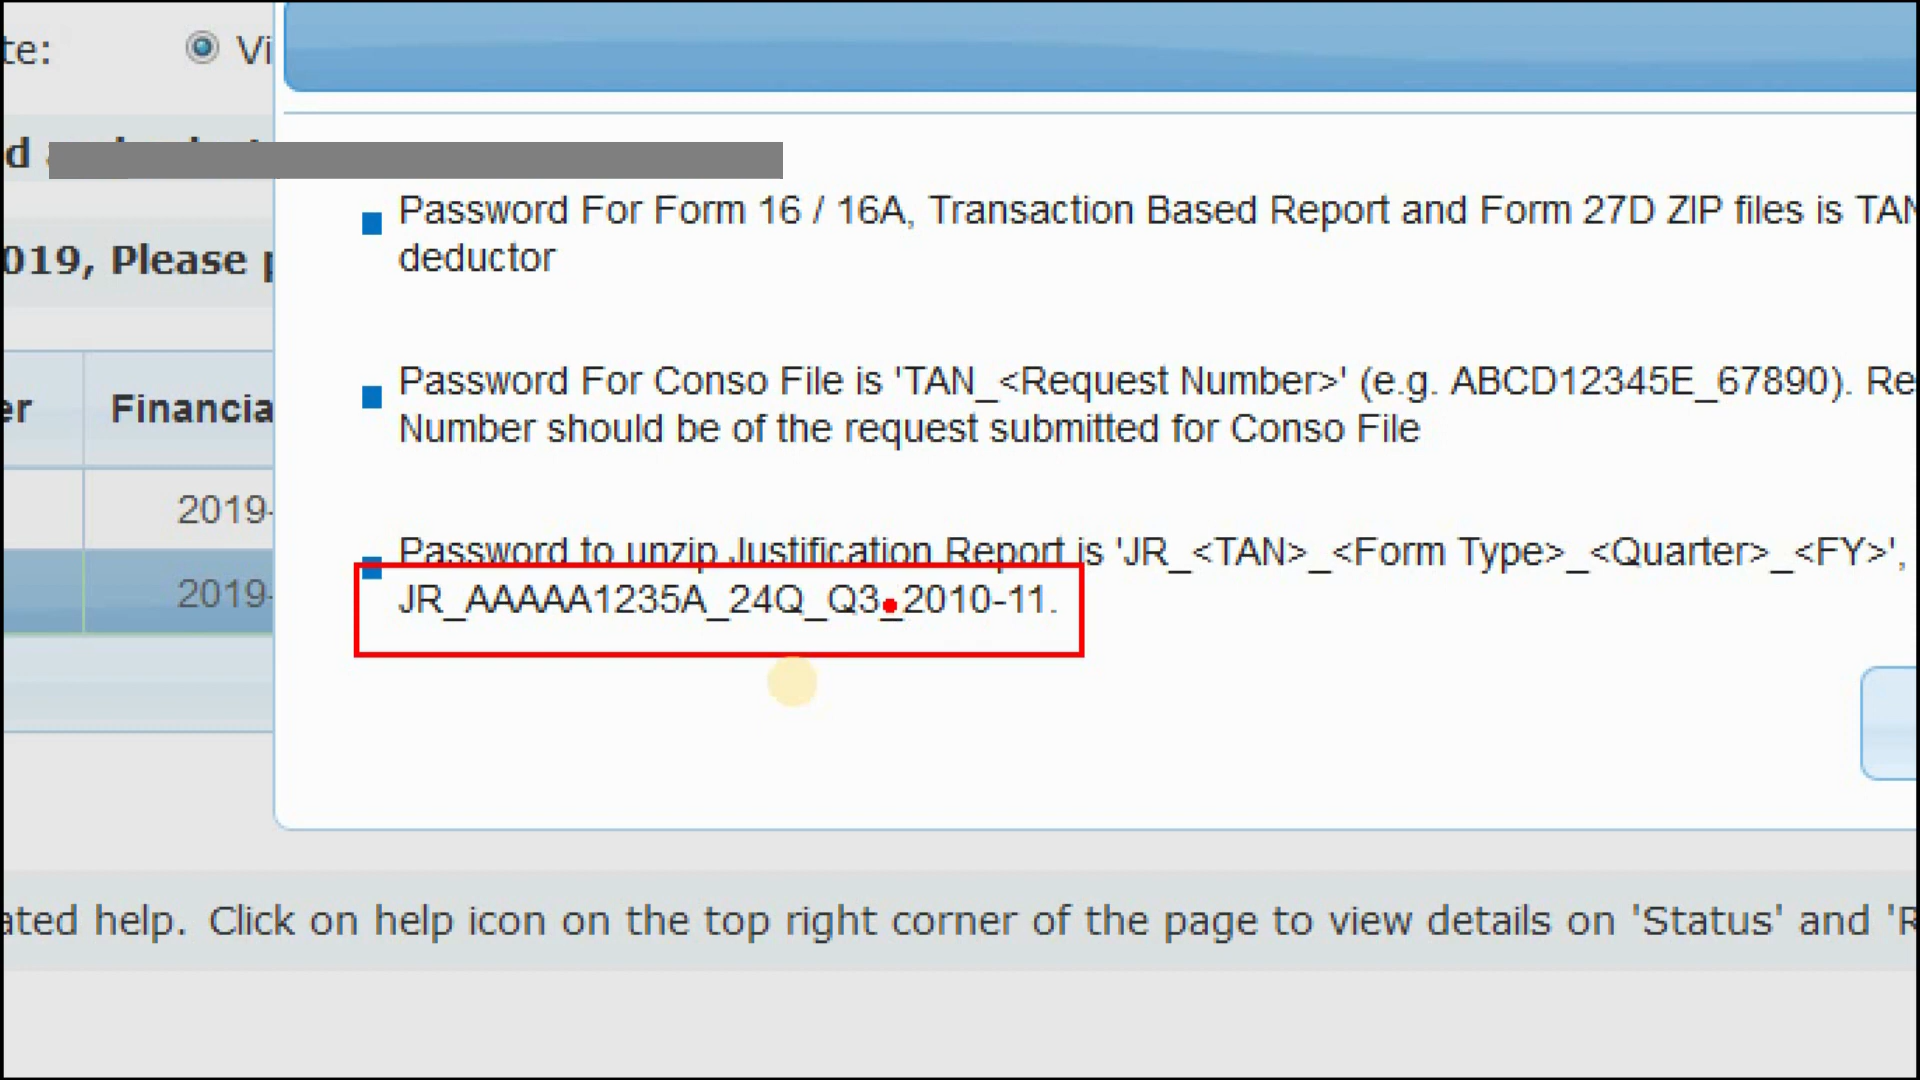 te:
Vi
d
Password For Form 16 / 16A, Transaction Based Report and Form 27D ZIP files is TAN
deductor
019, Please
Password For Conso File is 'TAN_<Request Number>' (e.g. ABCD12345E_67890). Re
Number should be of the request submitted for Conso File
er
Financia
2019-
Password to unzip Justification Report is 'JR_<TAN>_<Form Type>_<Quarter>_<FY>',
JR_AAAAA1235A_24Q_Q3_2010-11.
2019-
ated help. Click on help icon on the top right corner of the page to view details on 'Status' and 'R